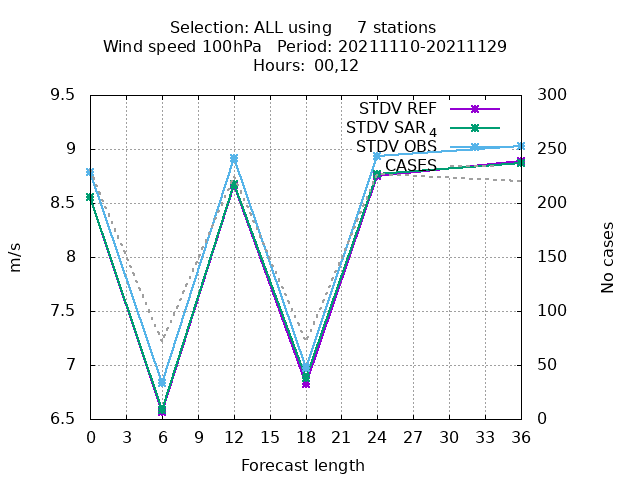 Selection: ALL using     7 stations
Wind speed 100hPa   Period: 20211110-20211129
Hours:  00,12
STDV REF
STDV SAR4
STDV OBS
CASES
9.5
9
8.5
8
7.5
7
6.5
m/s
300
250
200
150
100
50
0
No cases
0 3 6 9 12 15 18 21 24 27 30 33 36
Forecast length